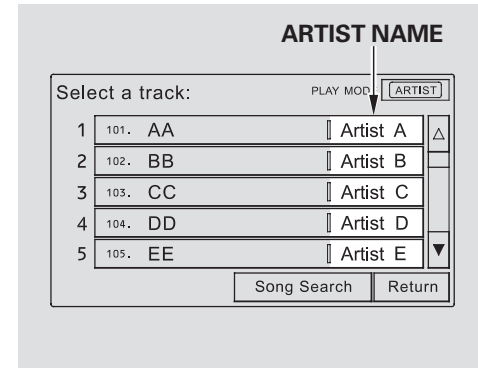 ARTIST NAME
Select a track: PLAY MODE ARTIST
1 101. AA Artist A
2 102. BB Artist B
3 103. CC Artist C
4 104. DD Artist D
5 105. EE Artist E
Song Search Return